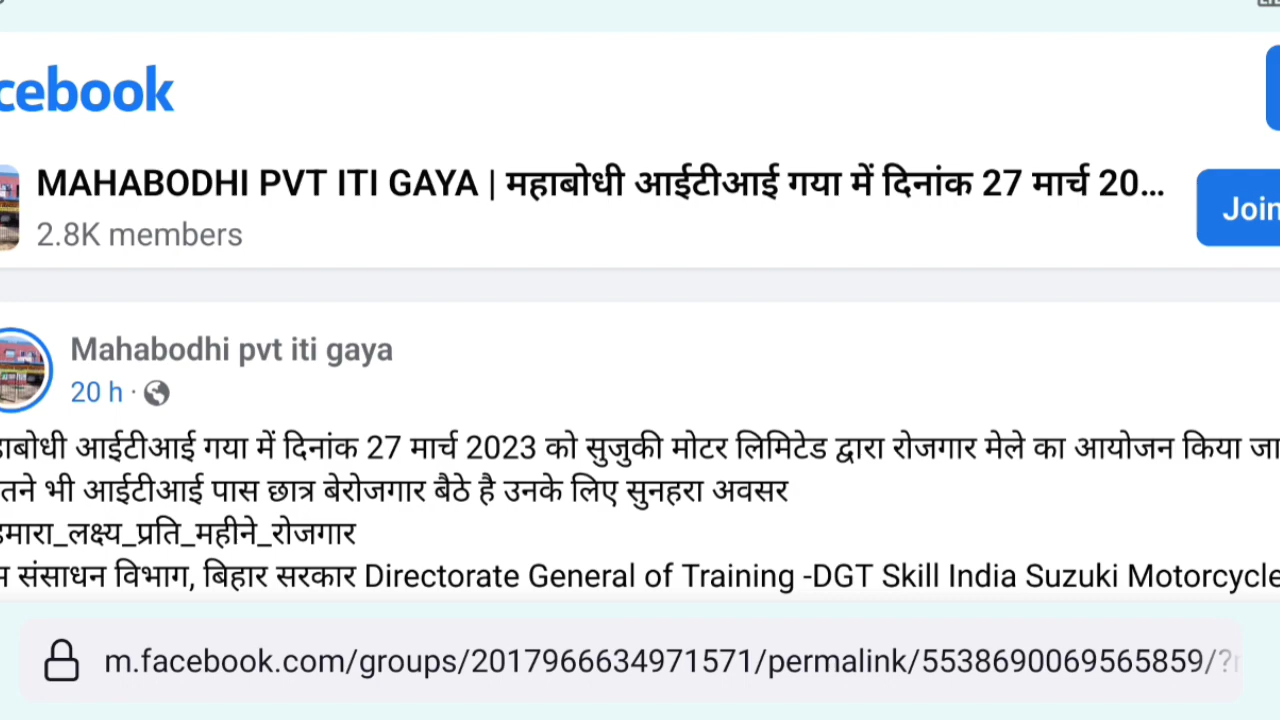 cebook
MAHABODHI PVT ITI GAYA | महाबोधी आईटीआई गया में दिनांक 27 मार्च 20...
2.8K members
Join
Mahabodhi pvt iti gaya
20 h ·
हाबोधी आईटीआई गया में दिनांक 27 मार्च 2023 को सुजुकी मोटर लिमिटेड द्वारा रोजगार मेले का आयोजन किया जा
तने भी आईटीआई पास छात्र बेरोजगार बैठे है उनके लिए सुनहरा अवसर
हमारा_लक्ष्य_प्रति_महीने_रोजगार
संसाधन विभाग, बिहार सरकार Directorate General of Training -DGT Skill India Suzuki Motorcycle
m.facebook.com/groups/2017966634971571/permalink/5538690069565859/?